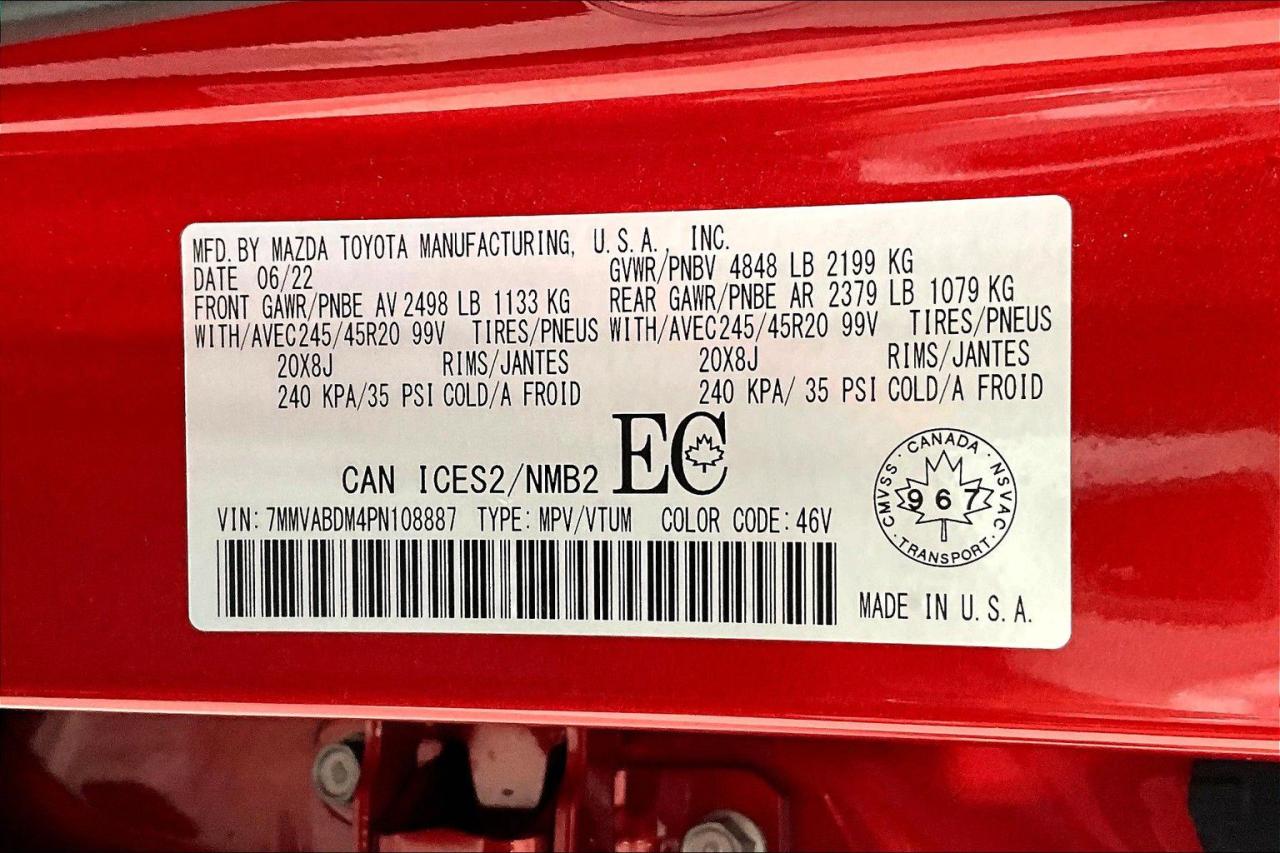 MFD. BY MAZDA TOYOTA MANUFACTURING, U.S.A., INC.
DATE 06/22 GVWR/PNBV 4848 LB 2199 KG
FRONT GAWR/PNBE AV 2498 LB 1133 KG REAR GAWR/PNBE AR 2379 LB 1079 KG
WITH/AVEC 245/45R20 99V TIRES/PNEUS WITH/AVEC 245/45R20 99V TIRES/PNEUS
20X8J RIMS/JANTES 20X8J RIMS/JANTES
240 KPA/35 PSI COLD/A FROID 240 KPA/ 35 PSI COLD/A FROID
CAN ICES2/NMB2 EC
CANADA
CMVSS 967 NSVAC
TRANSPORT
VIN: 7MMVABDM4PN108887 TYPE: MPV/VTUM COLOR CODE: 46V
MADE IN U.S.A.